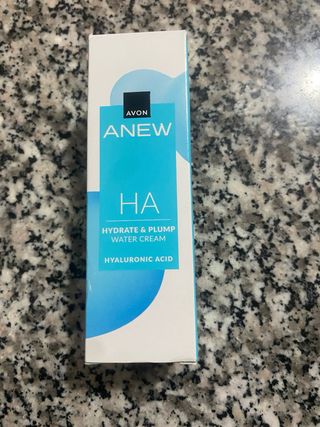 AVON
ANEW
HA
HYDRATE & PLUMP
WATER CREAM
HYALURONIC ACID